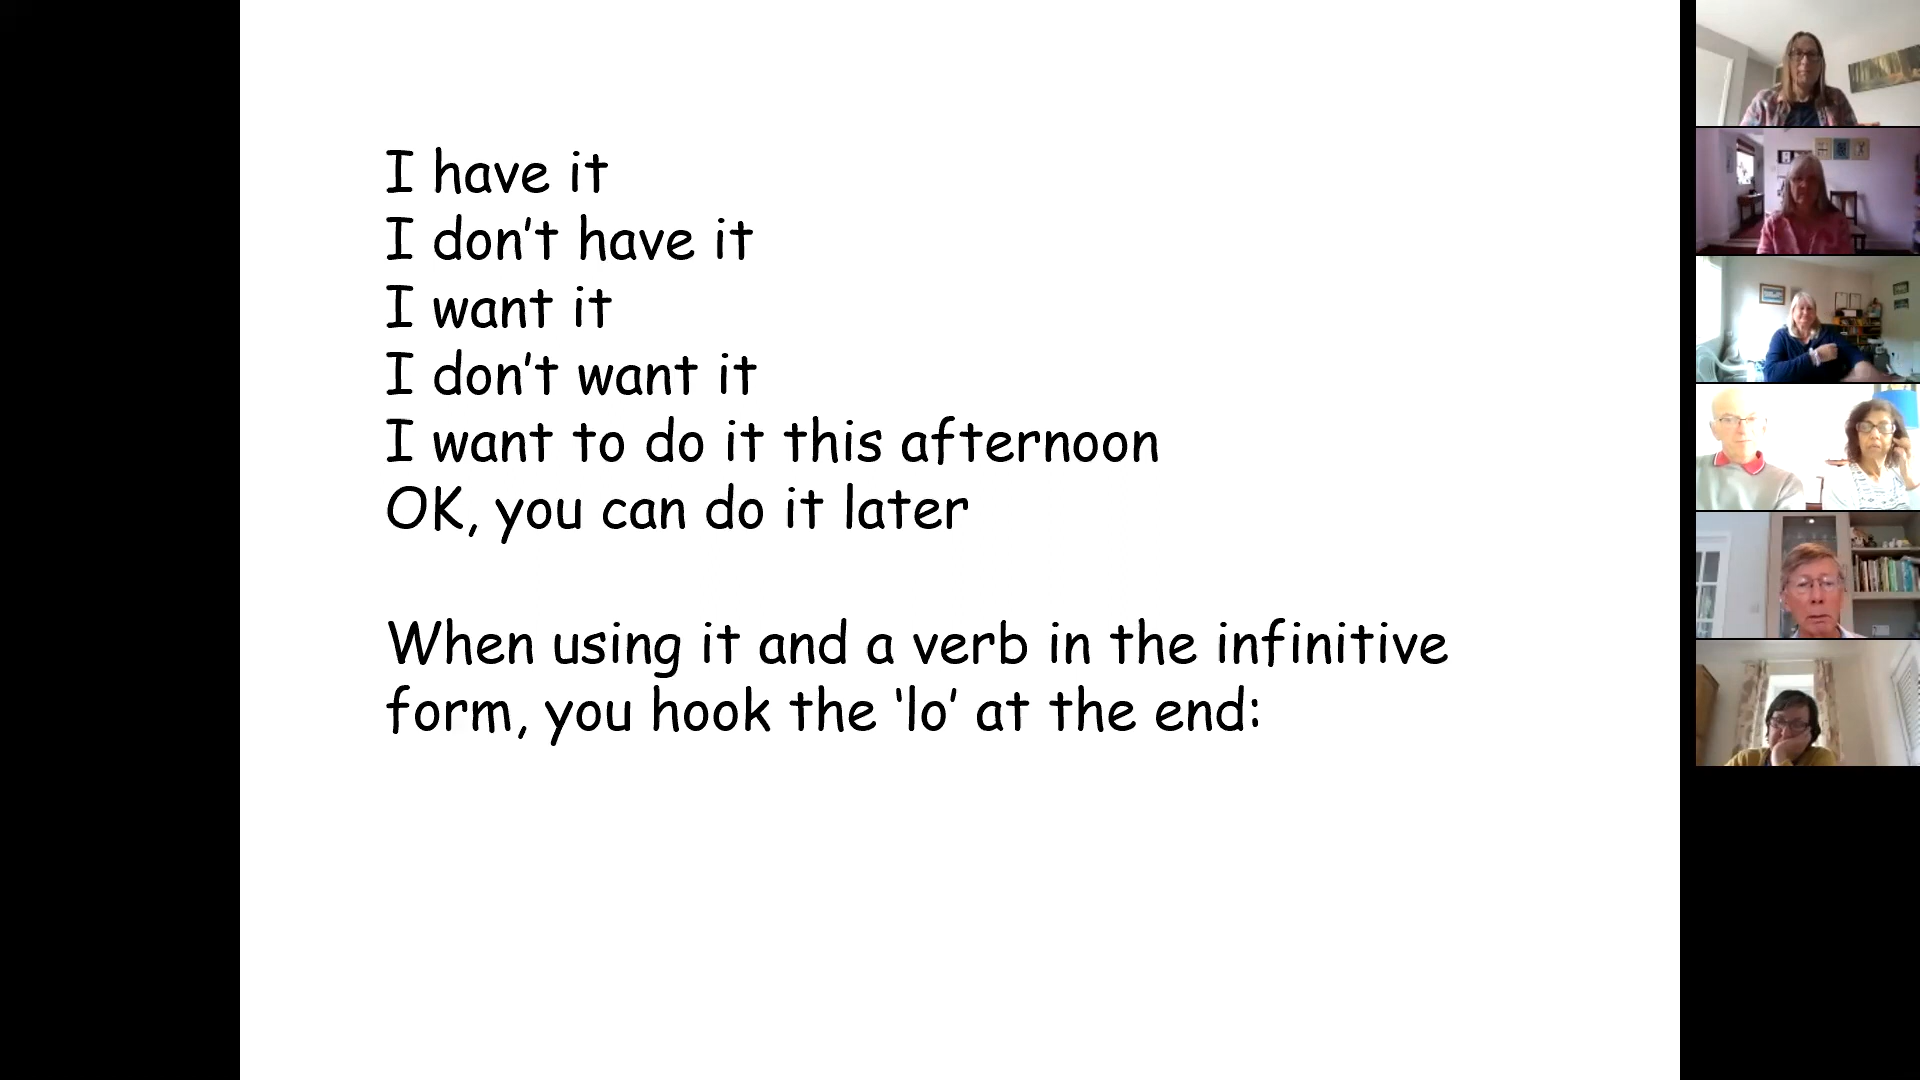 I have it
I don’t have it
I want it
I don’t want it
I want to do it this afternoon
OK, you can do it later
When using it and a verb in the infinitive
form, you hook the ‘lo’ at the end: